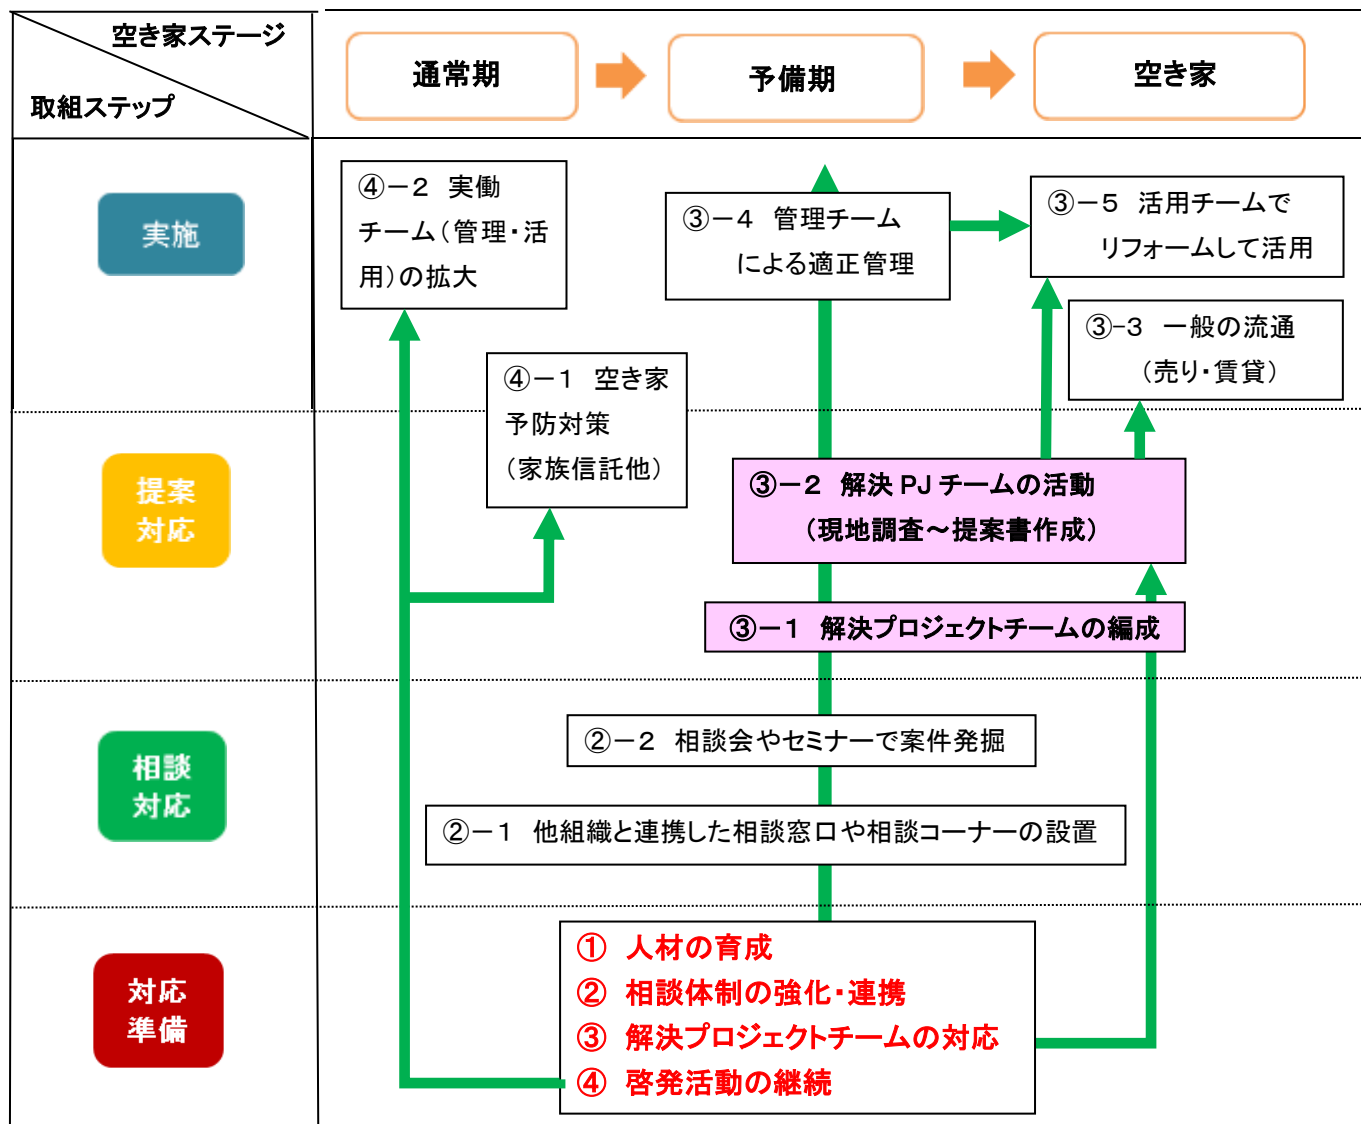 空き家ステージ
取組ステップ
通常期
予備期
空き家
実施
④－２ 実働
チーム（管理・活
用）の拡大
③－４ 管理チーム
による適正管理
③－５ 活用チームで
リフォームして活用
③-３ 一般の流通
（売り・賃貸）
④－１ 空き家
予防対策
（家族信託他）
提案
対応
③－２ 解決 PJ チームの活動
（現地調査～提案書作成）
③－１ 解決プロジェクトチームの編成
相談
対応
②－２ 相談会やセミナーで案件発掘
②－１ 他組織と連携した相談窓口や相談コーナーの設置
対応
準備
① 人材の育成
② 相談体制の強化・連携
③ 解決プロジェクトチームの対応
④ 啓発活動の継続